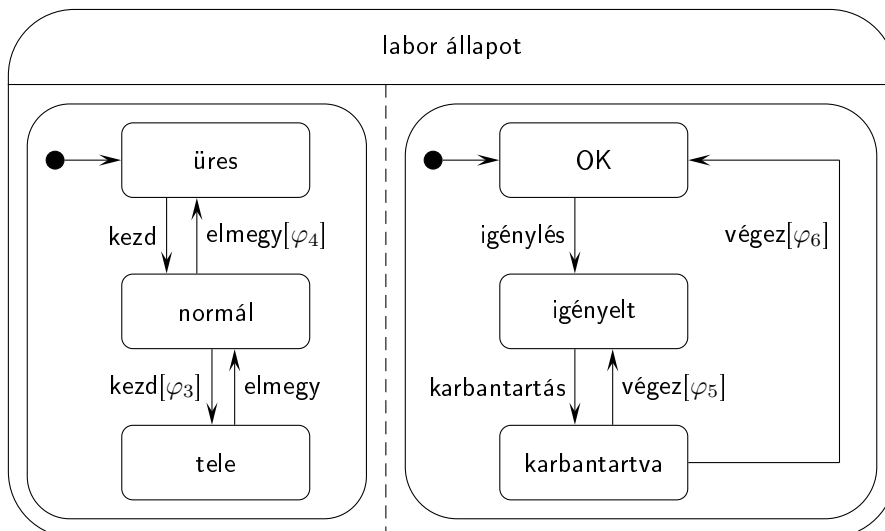 labor állapot
üres
OK
kezd
elmegy[φ₄]
igénylés
végez[φ₆]
normál
igényelt
kezd[φ₃]
elmegy
karbantartás
végez[φ₅]
tele
karbantartva